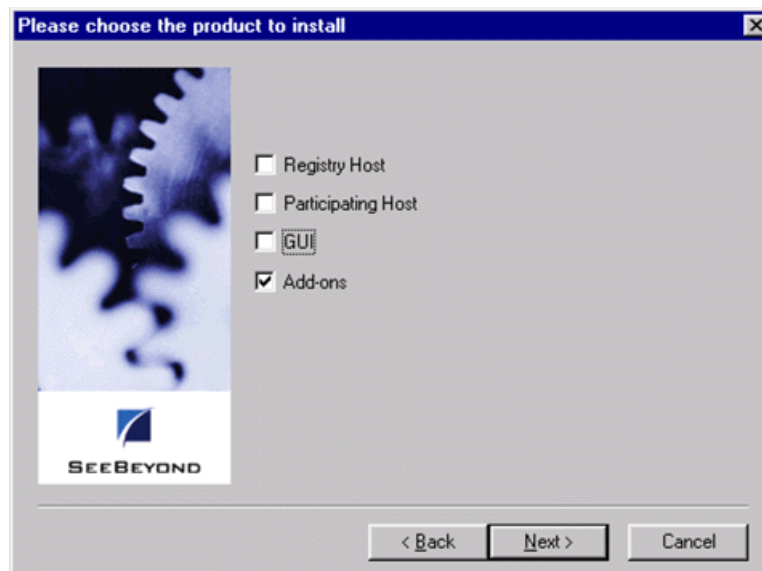 Please choose the product to install
Registry Host
Participating Host
GUI
Add-ons
SEEBEYOND
< Back
Next >
Cancel